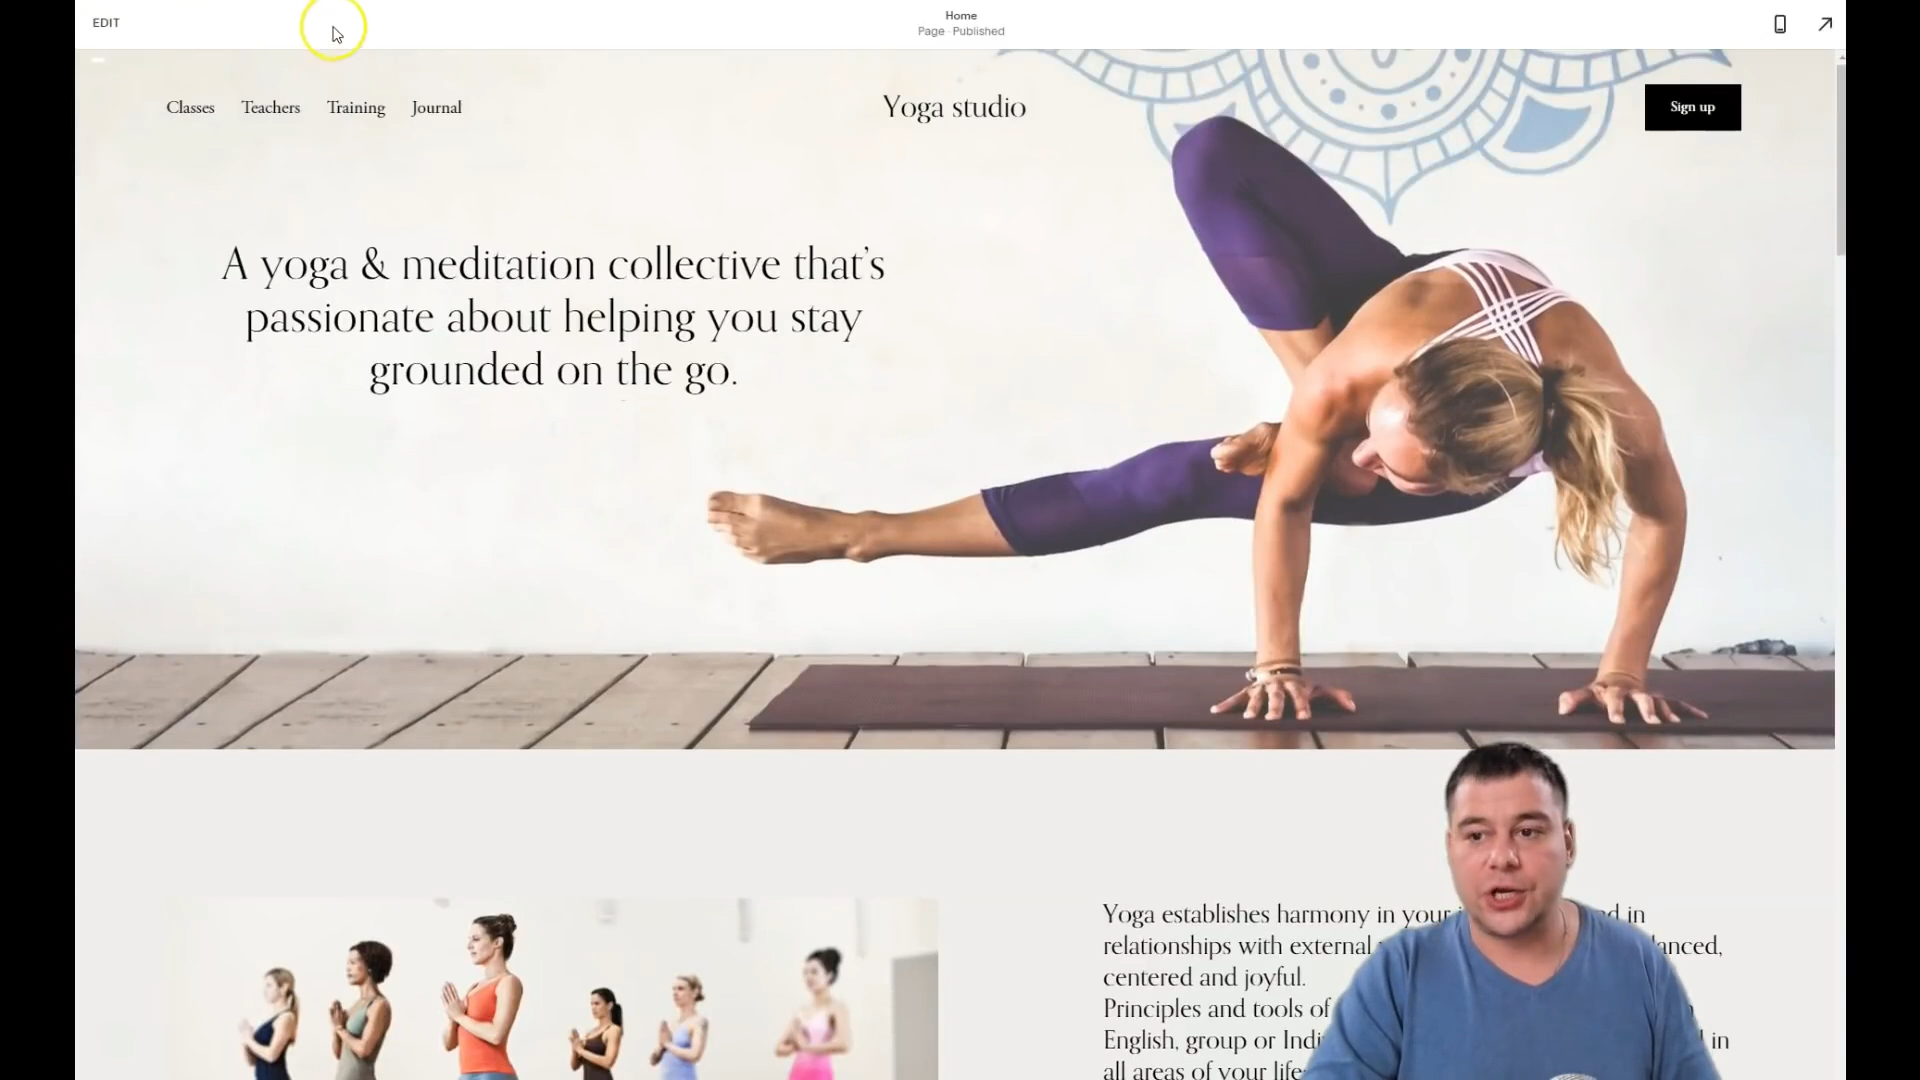 EDIT
Home
Page · Published
Classes Teachers Training Journal
Yoga studio
Sign up
A yoga & meditation collective that's
passionate about helping you stay
grounded on the go.
Yoga establishes harmony in your
relationships with external
centered and joyful.
Principles and tools of
English, group or
in
all areas of your life